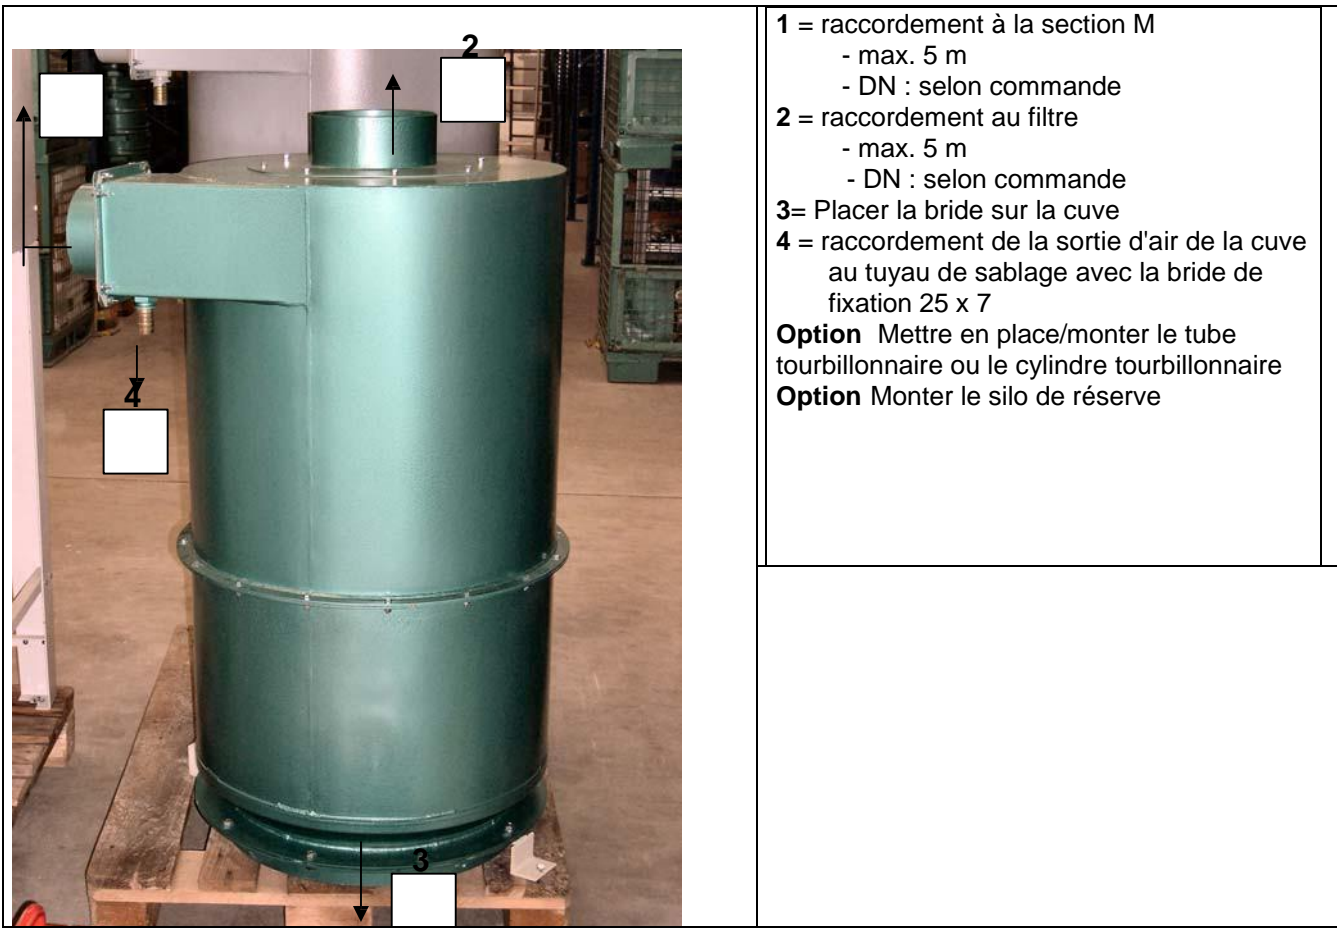 2
4
3
1 = raccordement à la section M
- max. 5 m
- DN : selon commande
2 = raccordement au filtre
- max. 5 m
- DN : selon commande
3= Placer la bride sur la cuve
4 = raccordement de la sortie d'air de la cuve
au tuyau de sablage avec la bride de
fixation 25 x 7
Option Mettre en place/monter le tube
tourbillonnaire ou le cylindre tourbillonnaire
Option Monter le silo de réserve